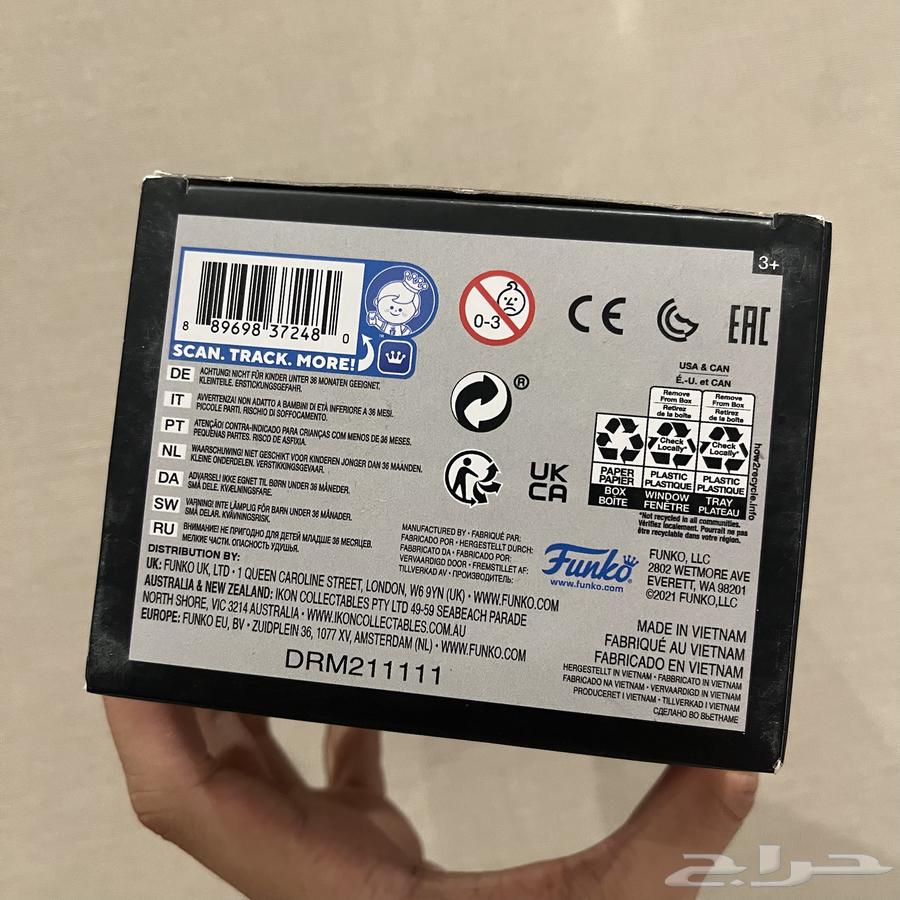 3+
8 89698 37248 0
SCAN. TRACK. MORE!
0-3
CE
EAC
®
UK
CA
DE ACHTUNG! NICHT FÜR KINDER UNTER 36 MONATEN GEEIGNET.
KLEINTEILE. ERSTICKUNGSGEFAHR.
IT AVVERTENZA! NON ADATTO A BAMBINI DI ETÀ INFERIORE A 36 MESI.
PICCOLE PARTI. RISCHIO DI SOFFOCAMENTO.
PT ATENÇÃO! CONTRA-INDICADO PARA CRIANÇAS COM MENOS DE 36 MESES.
PEQUENAS PARTES. RISCO DE ASFIXIA.
NL WAARSCHUWING! NIET GESCHIKT VOOR KINDEREN JONGER DAN 36 MAANDEN.
KLEINE ONDERDELEN. VERSTIKKINGSGEVAAR.
DA ADVARSEL! IKKE EGNET TIL BØRN UNDER 36 MÅNEDER.
SMÅ DELE. KVÆLNINGSFARE.
SW VARNING! INTE LÄMPLIG FÖR BARN UNDER 36 MÅNADER.
SMÅ DELAR. KVÄVNINGSRISK.
RU ВНИМАНИЕ! НЕ ПРИГОДНО ДЛЯ ДЕТЕЙ МЛАДШЕ 36 МЕСЯЦЕВ.
МЕЛКИЕ ЧАСТИ. ОПАСНОСТЬ УДУШЬЯ.
USA & CAN
É.-U. et CAN
Remove From Box
Retirez de la boîte
Remove From Box
Retirez de la boîte
Check Locally*
Check Locally*
PAPER
PAPIER
BOX
BOÎTE
PLASTIC
PLASTIQUE
WINDOW
FENÊTRE
PLASTIC
PLASTIQUE
TRAY
PLATEAU
how2recycle.info
*Not recycled in all communities.
Vérifiez localement. Pourrait ne pas
être recyclable dans votre région.
MANUFACTURED BY • FABRIQUÉ PAR:
FABRICADO POR • HERGESTELLT DURCH:
FABBRICATO DA • FABRICADO POR:
VERVAARDIGD DOOR • FREMSTILLET AF:
TILLVERKAD AV • ПРОИЗВОДИТЕЛЬ:
Funko
www.funko.com
FUNKO, LLC
2802 WETMORE AVE
EVERETT, WA 98201
©2021 FUNKO,LLC
DISTRIBUTION BY:
UK: FUNKO UK, LTD • 1 QUEEN CAROLINE STREET, LONDON, W6 9YN (UK) • WWW.FUNKO.COM
AUSTRALIA & NEW ZEALAND: IKON COLLECTABLES PTY LTD 49-59 SEABEACH PARADE
NORTH SHORE, VIC 3214 AUSTRALIA • WWW.IKONCOLLECTABLES.COM.AU
EUROPE: FUNKO EU, BV • ZUIDPLEIN 36, 1077 XV, AMSTERDAM (NL) • WWW.FUNKO.COM
DRM211111
MADE IN VIETNAM
FABRIQUÉ AU VIETNAM
FABRICADO EN VIETNAM
HERGESTELLT IN VIETNAM • FABBRICATO IN VIETNAM
FABRICADO NA VIETNAM • VERVAARDIGD IN VIETNAM
PRODUCERET I VIETNAM • TILLVERKAD I VIETNAM
СДЕЛАНО ВО ВЬЕТНАМЕ
حراج